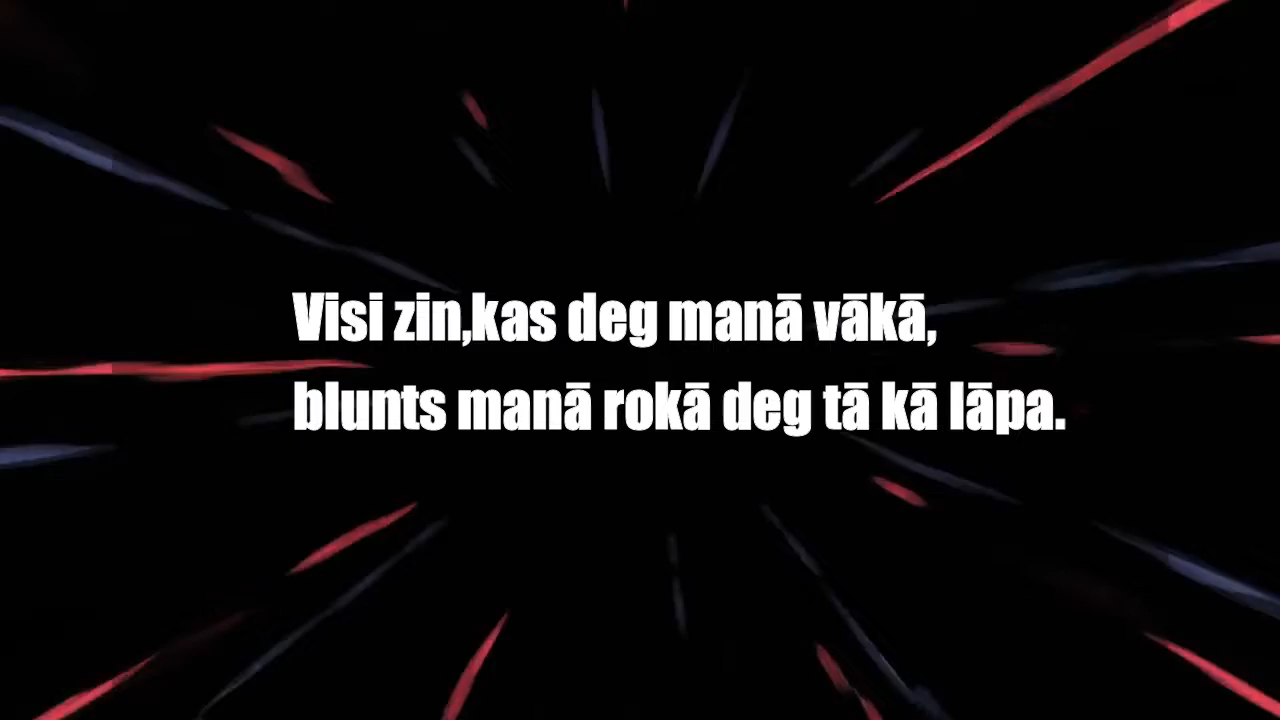 Visi zin,kas deg manā vākā,
blunts manā rokā deg tā kā lāpa.